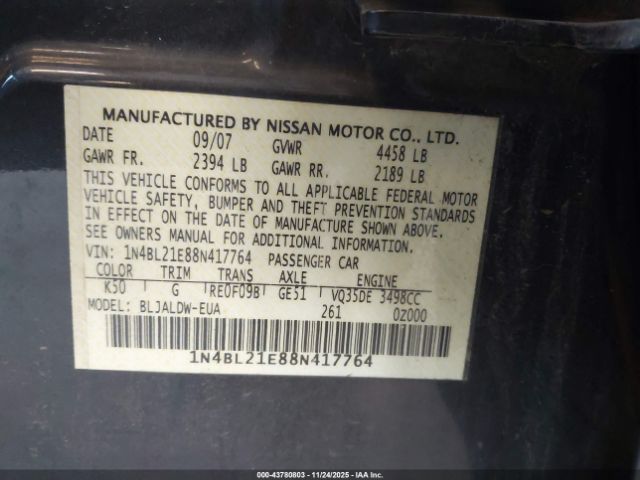 MANUFACTURED BY NISSAN MOTOR CO., LTD.
DATE 09/07 GVWR 4458 LB
GAWR FR. 2394 LB GAWR RR. 2189 LB
THIS VEHICLE CONFORMS TO ALL APPLICABLE FEDERAL MOTOR
VEHICLE SAFETY, BUMPER AND THEFT PREVENTION STANDARDS
IN EFFECT ON THE DATE OF MANUFACTURE SHOWN ABOVE.
SEE OWNERS MANUAL FOR ADDITIONAL INFORMATION.
VIN: 1N4BL21E88N417764 PASSENGER CAR
COLOR TRIM TRANS AXLE ENGINE
K50 G RE0F09B GE51 VQ35DE 3498CC
MODEL: BLJALDW-EUA 261 0Z000
1N4BL21E88N417764
000-43780803 - 11/24/2025 - IAA, Inc.